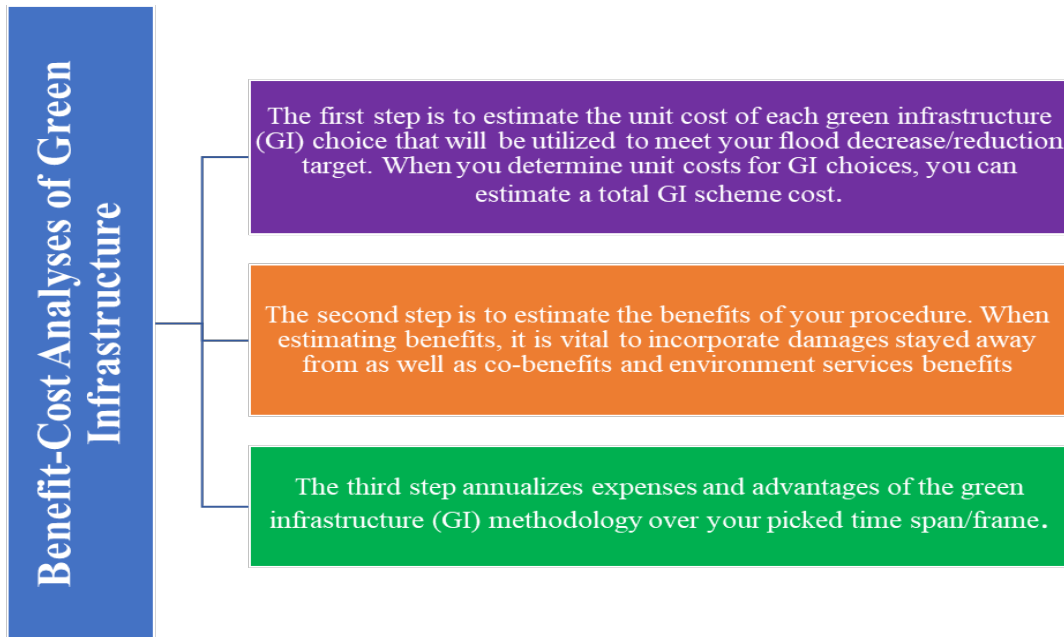 Benefit-Cost Analyses of Green
Infrastructure
The first step is to estimate the unit cost of each green infrastructure
(GI) choice that will be utilized to meet your flood decrease/reduction
target. When you determine unit costs for GI choices, you can
estimate a total GI scheme cost.
The second step is to estimate the benefits of your procedure. When
estimating benefits, it is vital to incorporate damages stayed away
from as well as co-benefits and environment services benefits
The third step annualizes expenses and advantages of the green
infrastructure (GI) methodology over your picked time span/frame.